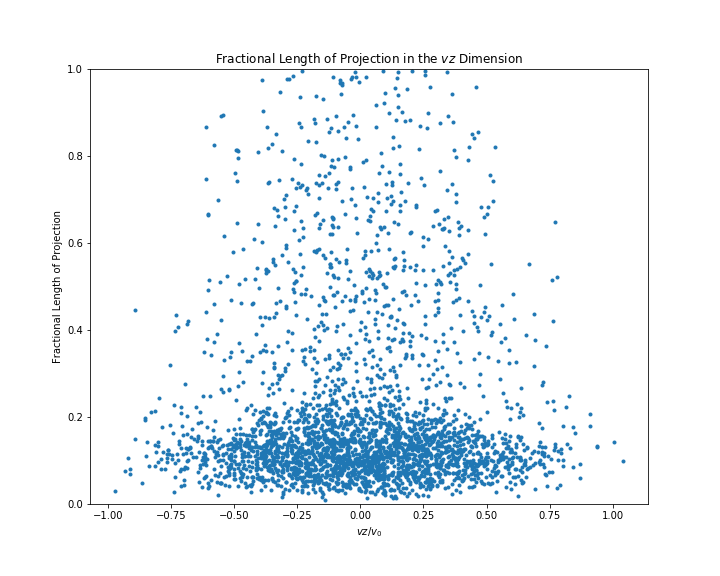 Fractional Length of Projection in the vz Dimension
1.0
0.8
0.6
0.4
0.2
0.0
Fractional Length of Projection
−1.00 −0.75 −0.50 −0.25 0.00 0.25 0.50 0.75 1.00
vz/v₀